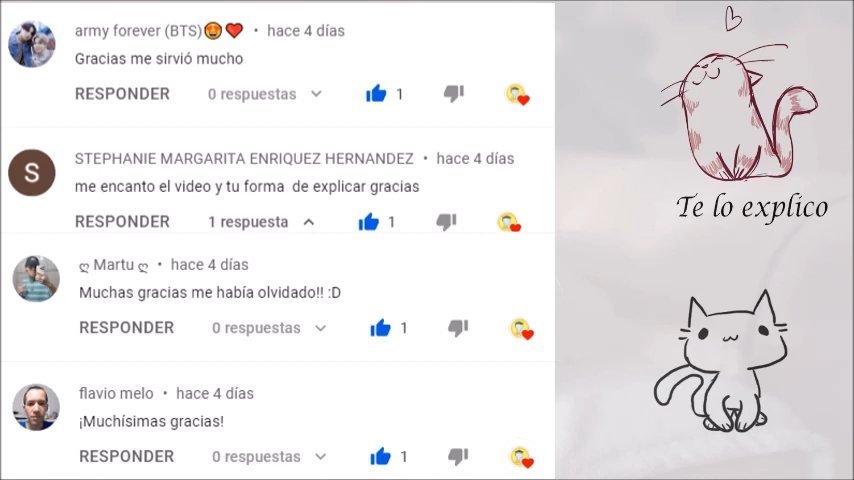 army forever (BTS)😍❤️ • hace 4 días
Gracias me sirvió mucho
RESPONDER 0 respuestas 1
S
STEPHANIE MARGARITA ENRIQUEZ HERNANDEZ • hace 4 días
me encanto el video y tu forma de explicar gracias
RESPONDER 1 respuesta 1
ღ Martu ღ • hace 4 días
Muchas gracias me había olvidado!! :D
RESPONDER 0 respuestas 1
flavio melo • hace 4 días
¡Muchísimas gracias!
RESPONDER 0 respuestas 1
Te lo explico